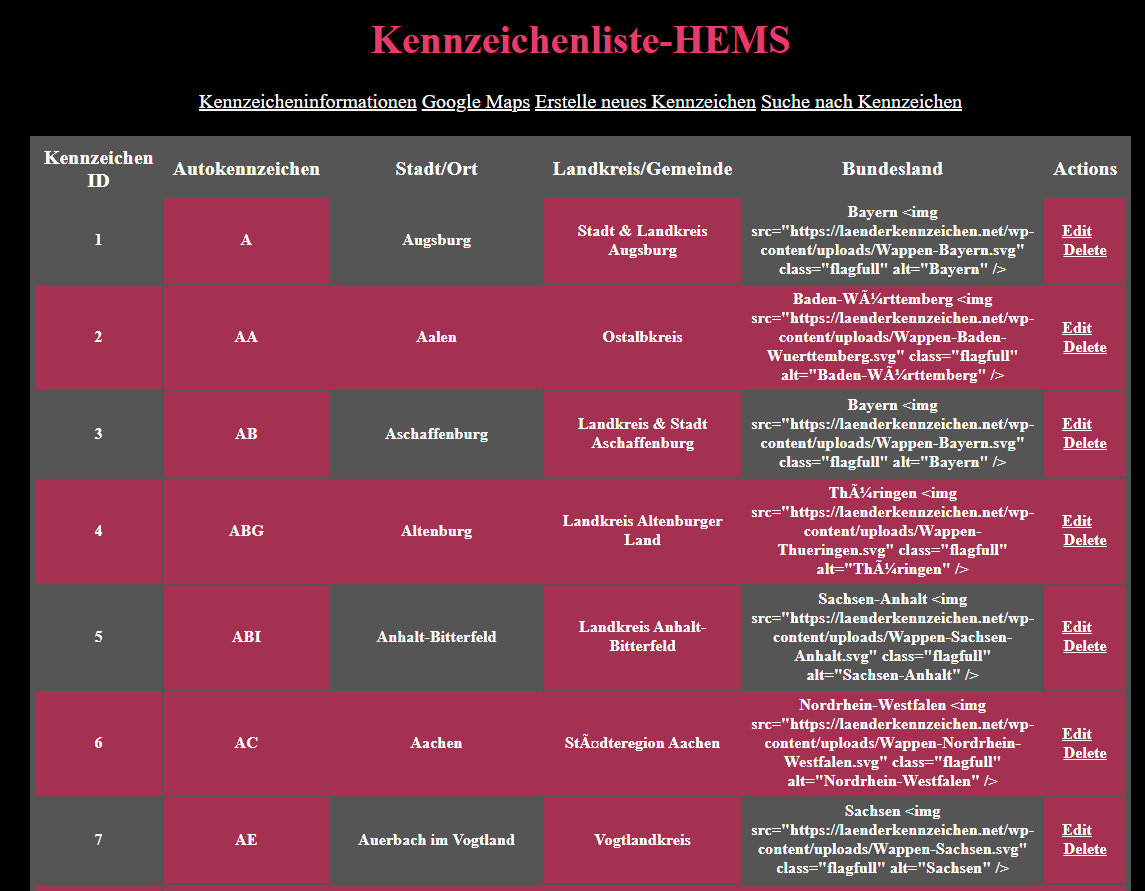 Kennzeichenliste-HEMS
Kennzeicheninformationen Google Maps Erstelle neues Kennzeichen Suche nach Kennzeichen
Kennzeichen
ID
Autokennzeichen
Stadt/Ort
Landkreis/Gemeinde
Bundesland
Actions
1
A
Augsburg
Stadt & Landkreis
Augsburg
Bayern <img
src="https://laenderkennzeichen.net/wp-
content/uploads/Wappen-Bayern.svg"
class="flagfull" alt="Bayern" />
Edit
Delete
2
AA
Aalen
Ostalbkreis
Baden-WÃ¼rttemberg <img
src="https://laenderkennzeichen.net/wp-
content/uploads/Wappen-Baden-
Wuerttemberg.svg" class="flagfull"
alt="Baden-WÃ¼rttemberg" />
Edit
Delete
3
AB
Aschaffenburg
Landkreis & Stadt
Aschaffenburg
Bayern <img
src="https://laenderkennzeichen.net/wp-
content/uploads/Wappen-Bayern.svg"
class="flagfull" alt="Bayern" />
Edit
Delete
4
ABG
Altenburg
Landkreis Altenburger
Land
ThÃ¼ringen <img
src="https://laenderkennzeichen.net/wp-
content/uploads/Wappen-
Thueringen.svg" class="flagfull"
alt="ThÃ¼ringen" />
Edit
Delete
5
ABI
Anhalt-Bitterfeld
Landkreis Anhalt-
Bitterfeld
Sachsen-Anhalt <img
src="https://laenderkennzeichen.net/wp-
content/uploads/Wappen-Sachsen-
Anhalt.svg" class="flagfull"
alt="Sachsen-Anhalt" />
Edit
Delete
6
AC
Aachen
StÃ¤dteregion Aachen
Nordrhein-Westfalen <img
src="https://laenderkennzeichen.net/wp-
content/uploads/Wappen-Nordrhein-
Westfalen.svg" class="flagfull"
alt="Nordrhein-Westfalen" />
Edit
Delete
7
AE
Auerbach im Vogtland
Vogtlandkreis
Sachsen <img
src="https://laenderkennzeichen.net/wp-
content/uploads/Wappen-Sachsen.svg"
class="flagfull" alt="Sachsen" />
Edit
Delete